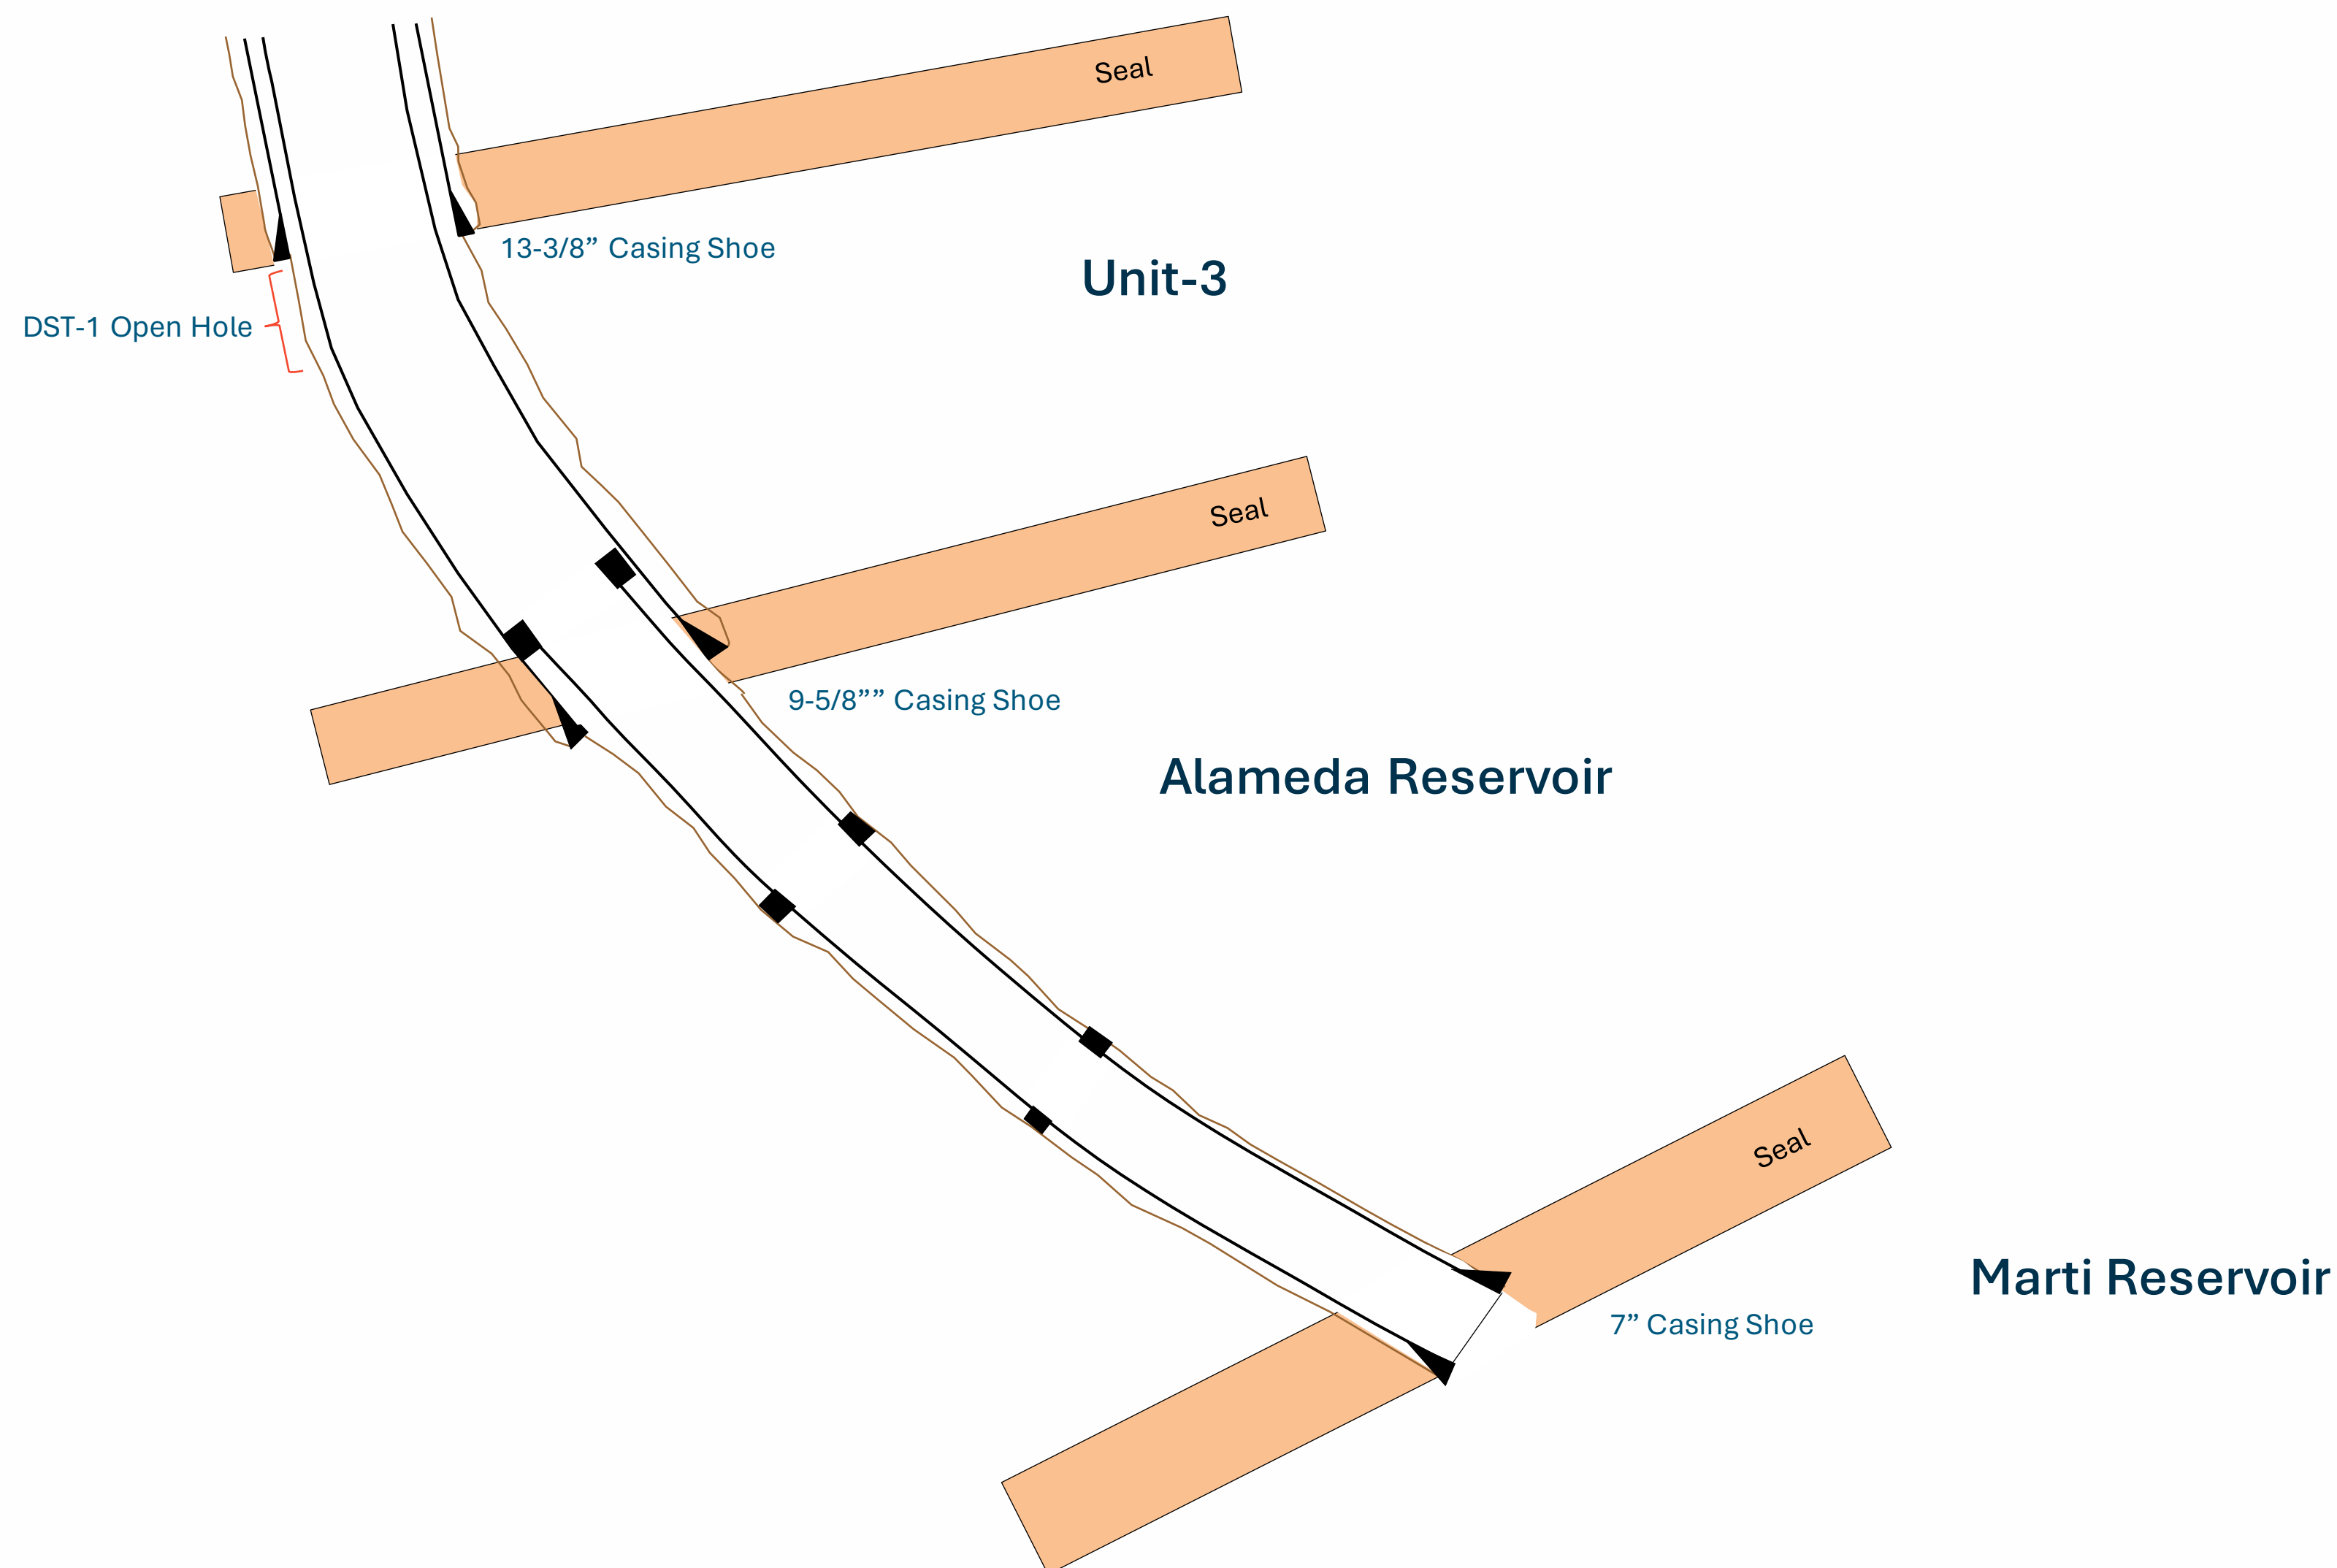 Seal
13-3/8” Casing Shoe
Unit-3
DST-1 Open Hole
Seal
9-5/8”” Casing Shoe
Alameda Reservoir
Seal
Marti Reservoir
7” Casing Shoe